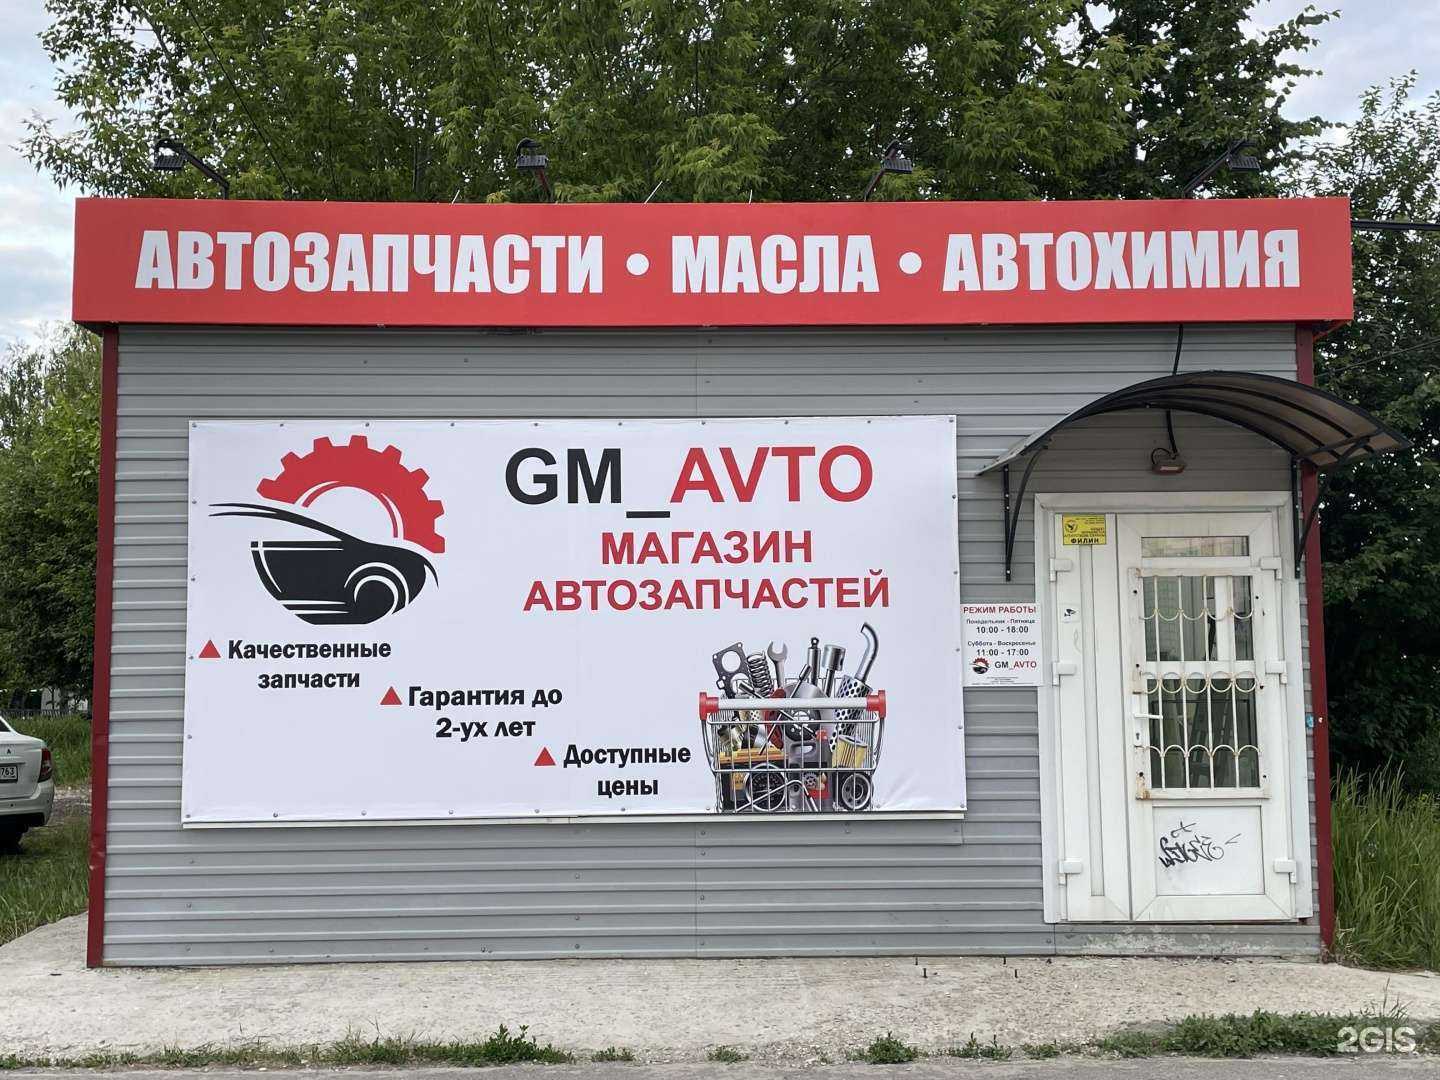 АВТОЗАПЧАСТИ • МАСЛА • АВТОХИМИЯ
GM_AVTO
МАГАЗИН
АВТОЗАПЧАСТЕЙ
Качественные
запчасти
Гарантия до
2-ух лет
Доступные
цены
ФИЛИН
РЕЖИМ РАБОТЫ
Понедельник - Пятница
10:00 - 18:00
Суббота - Воскресенье
11:00 - 17:00
GM_AVTO
763
2GIS